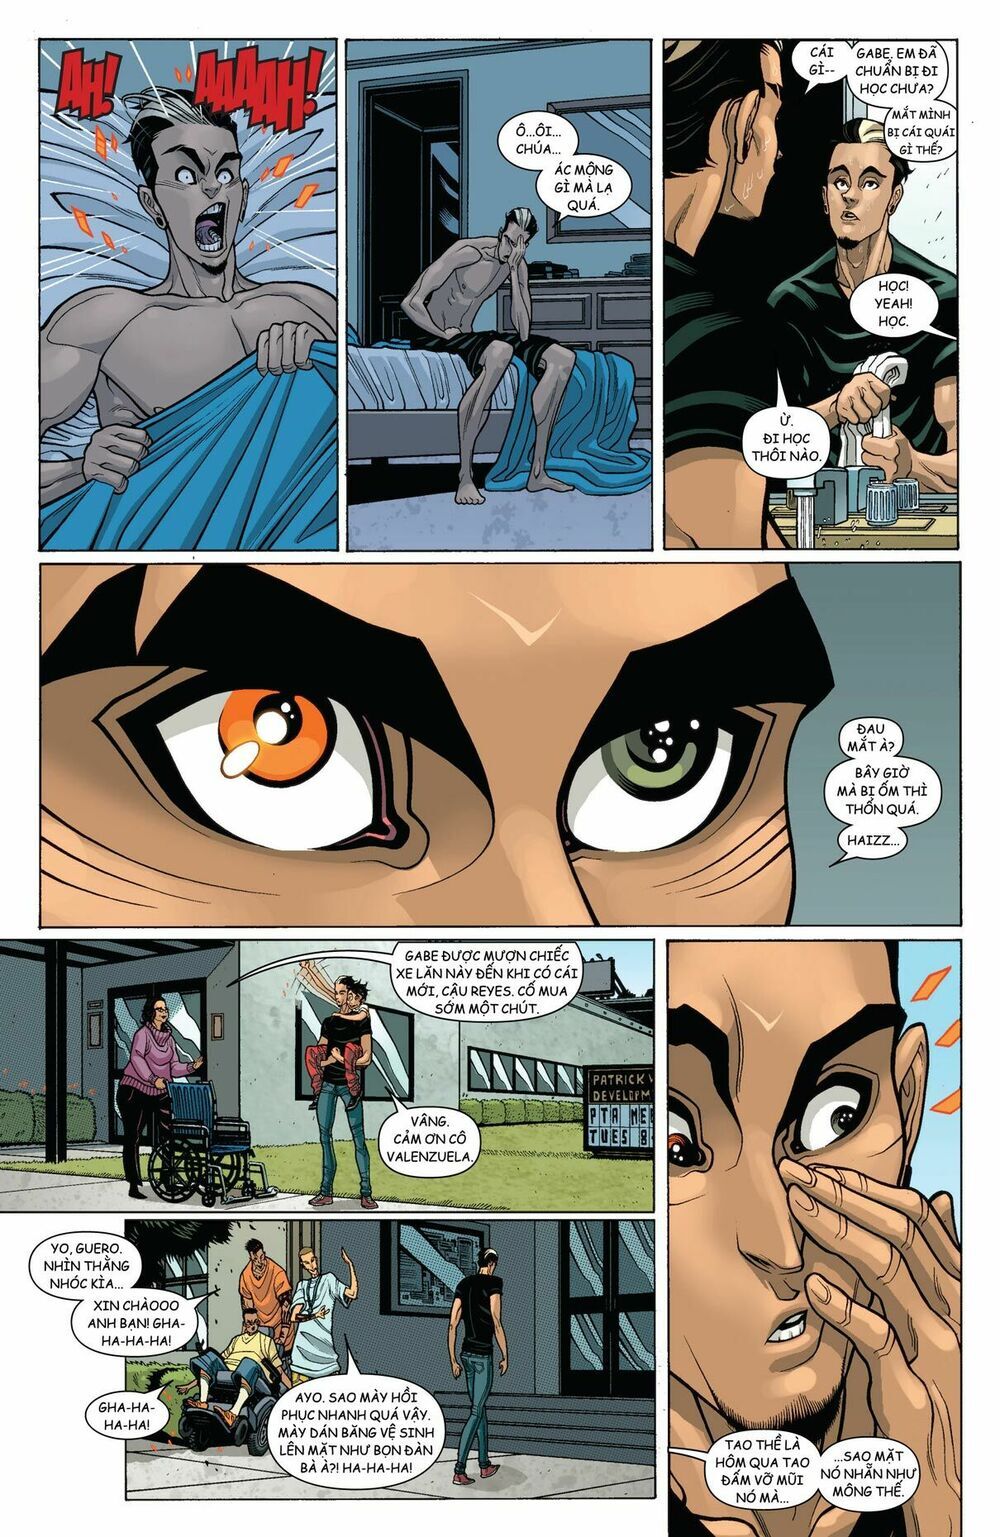 AH!
AAAAH!
Ô...ÔI...
CHÚA...
ÁC MỘNG
GÌ MÀ LẠ
QUÁ.
CÁI
GÌ--
GABE. EM ĐÃ
CHUẨN BỊ ĐI
HỌC CHƯA?
MẮT MÌNH
BỊ CÁI QUÁI
GÌ THẾ?
HỌC!
YEAH!
HỌC.
Ừ.
ĐI HỌC
THÔI NÀO.
ĐAU
MẮT À?
BÂY GIỜ
MÀ BỊ ỐM THÌ
THỐN QUÁ.
HAIZZ...
GABE ĐƯỢC MƯỢN CHIẾC
XE LĂN NÀY ĐẾN KHI CÓ CÁI
MỚI, CẬU REYES. CỐ MUA
SỚM MỘT CHÚT.
VÂNG.
CẢM ƠN CÔ
VALENZUELA.
PATRICK W
DEVELOPM
PTA MEE
TUES 8
YO, GUERO.
NHÌN THẰNG
NHÓC KÌA...
XIN CHÀOOO
ANH BẠN! GHA-
HA-HA-HA!
GHA-HA-
HA-HA!
AYO. SAO MÀY HỒI
PHỤC NHANH QUÁ VẬY.
MÀY DÁN BĂNG VỆ SINH
LÊN MẶT NHƯ BỌN ĐÀN
BÀ À?! HA-HA-HA!
TAO THỀ LÀ
HÔM QUA TAO
ĐẤM VỠ MŨI
NÓ MÀ...
...SAO MẶT
NÓ NHẴN NHƯ
MÔNG THẾ.